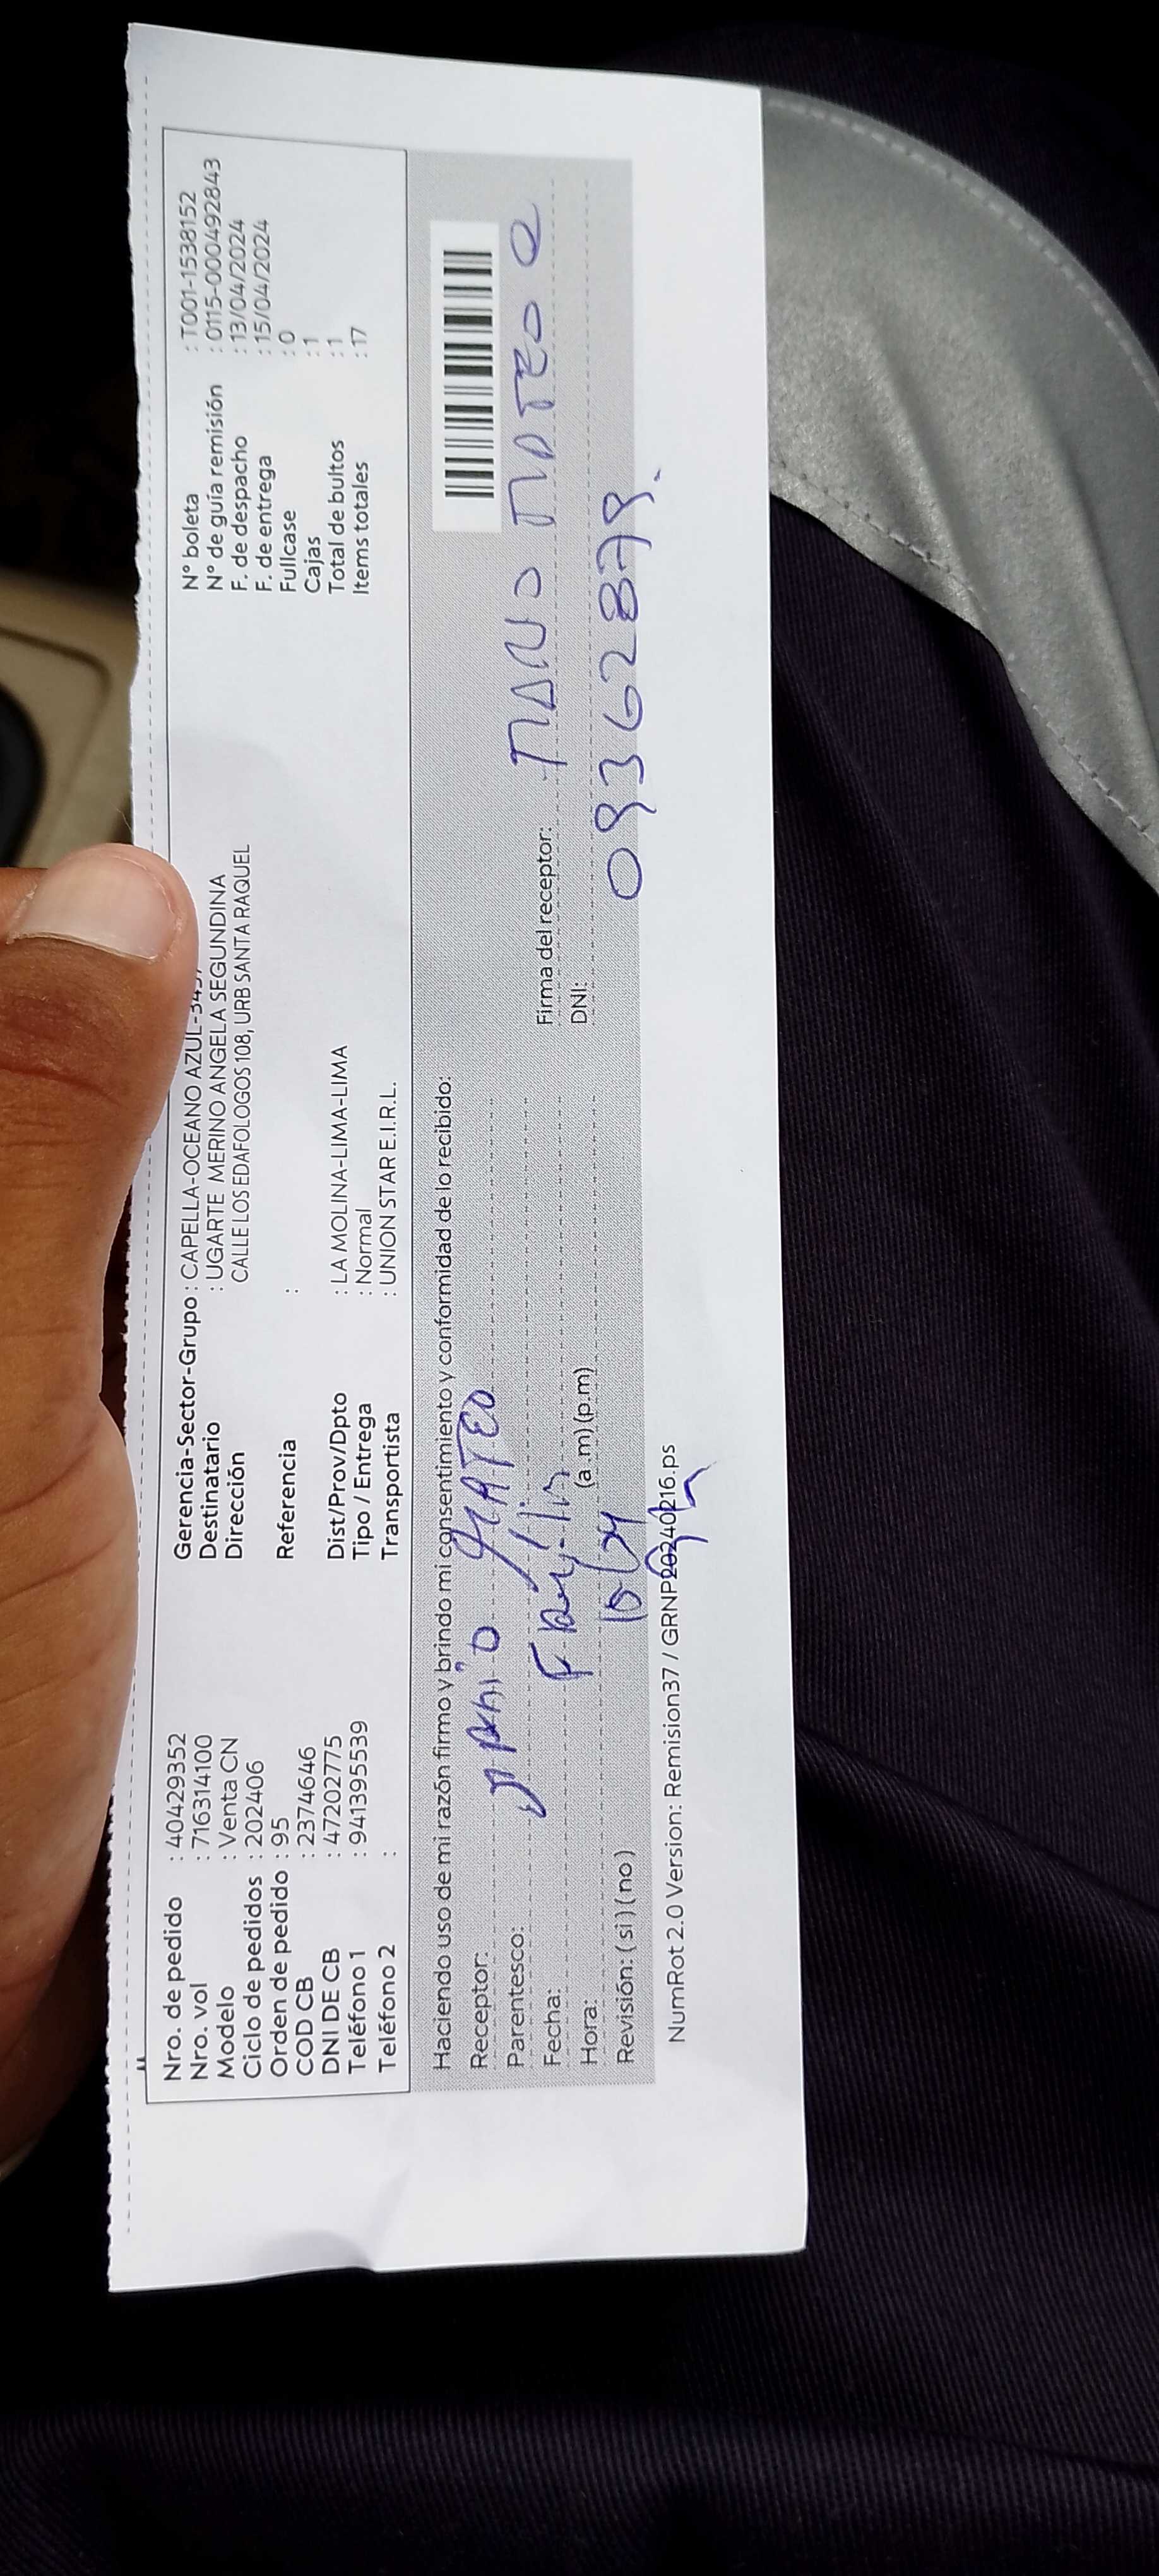 Nro. de pedido : 40429352
Nro. vol : 716314100
Modelo : Venta CN
Ciclo de pedidos : 202406
Orden de pedido : 95
COD CB : 2374646
DNI DE CB : 47202775
Teléfono 1 : 941395539
Teléfono 2 :
Gerencia-Sector-Grupo : CAPELLA-OCEANO AZUL-
Destinatario : UGARTE MERINO ANGELA SEGUNDINA
Dirección CALLE LOS EDAFOLOGOS 108, URB SANTA RAQUEL
Referencia :
Dist/Prov/Dpto : LA MOLINA-LIMA-LIMA
Tipo / Entrega : Normal
Transportista : UNION STAR E.I.R.L.
N° boleta : T001-1538152
N° de guía remisión : 0115-0000492843
F. de despacho : 13/04/2024
F. de entrega : 15/04/2024
Fullcase : 0
Cajas : 1
Total de bultos : 1
Items totales : 17
Haciendo uso de mi razón firmo y brindo mi consentimiento y conformidad de lo recibido:
Receptor: MATEO
Parentesco:
Fecha:
Hora: (a.m) (p.m)
Revisión: ( si ) ( no )
Firma del receptor:
DNI: 09362879
NumRot 2.0 Version: Remision37 / GRNP20240216.ps